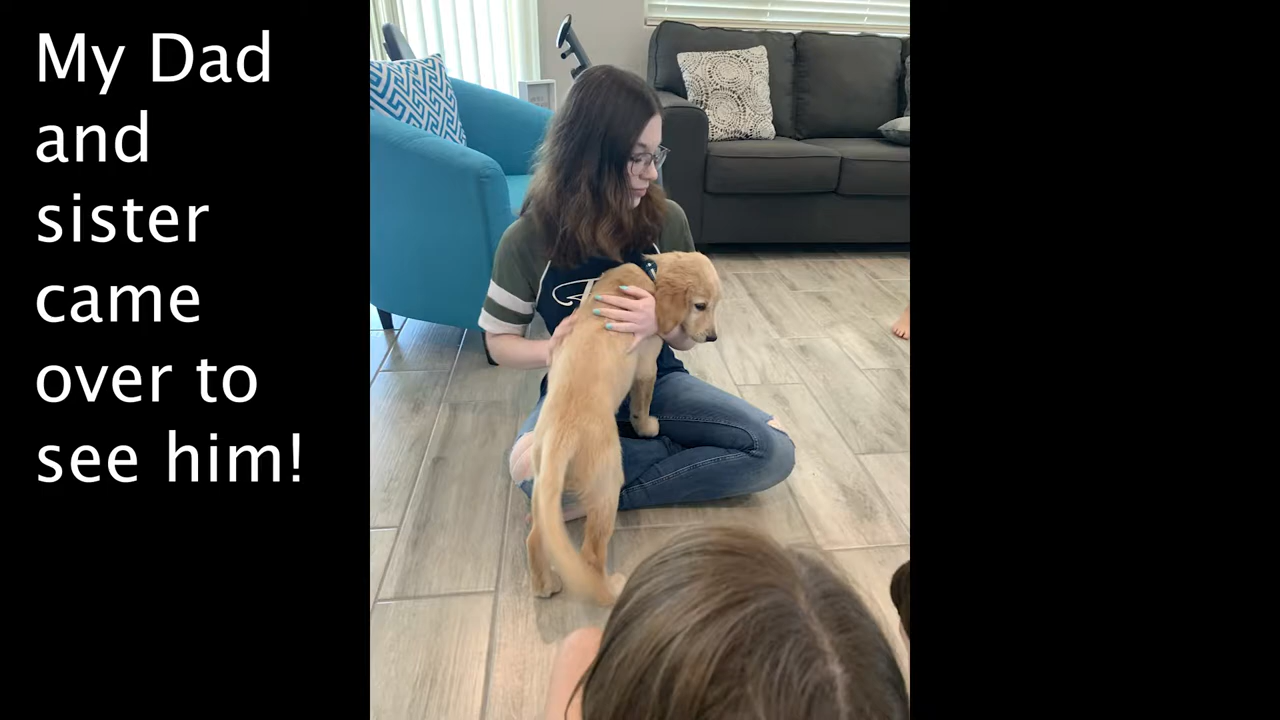 My Dad
and
sister
came
over to
see him!